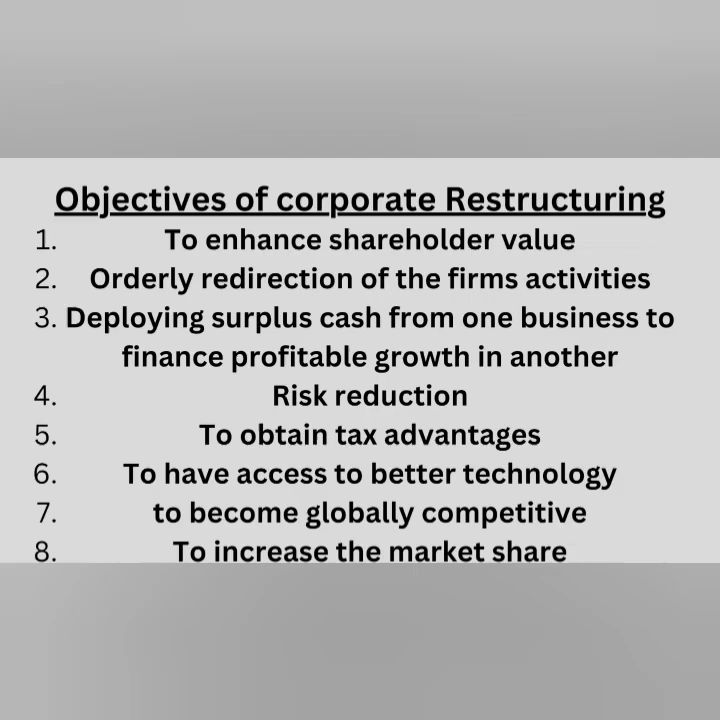 Objectives of corporate Restructuring
1. To enhance shareholder value
2. Orderly redirection of the firms activities
3. Deploying surplus cash from one business to
finance profitable growth in another
4. Risk reduction
5. To obtain tax advantages
6. To have access to better technology
7. to become globally competitive
8. To increase the market share